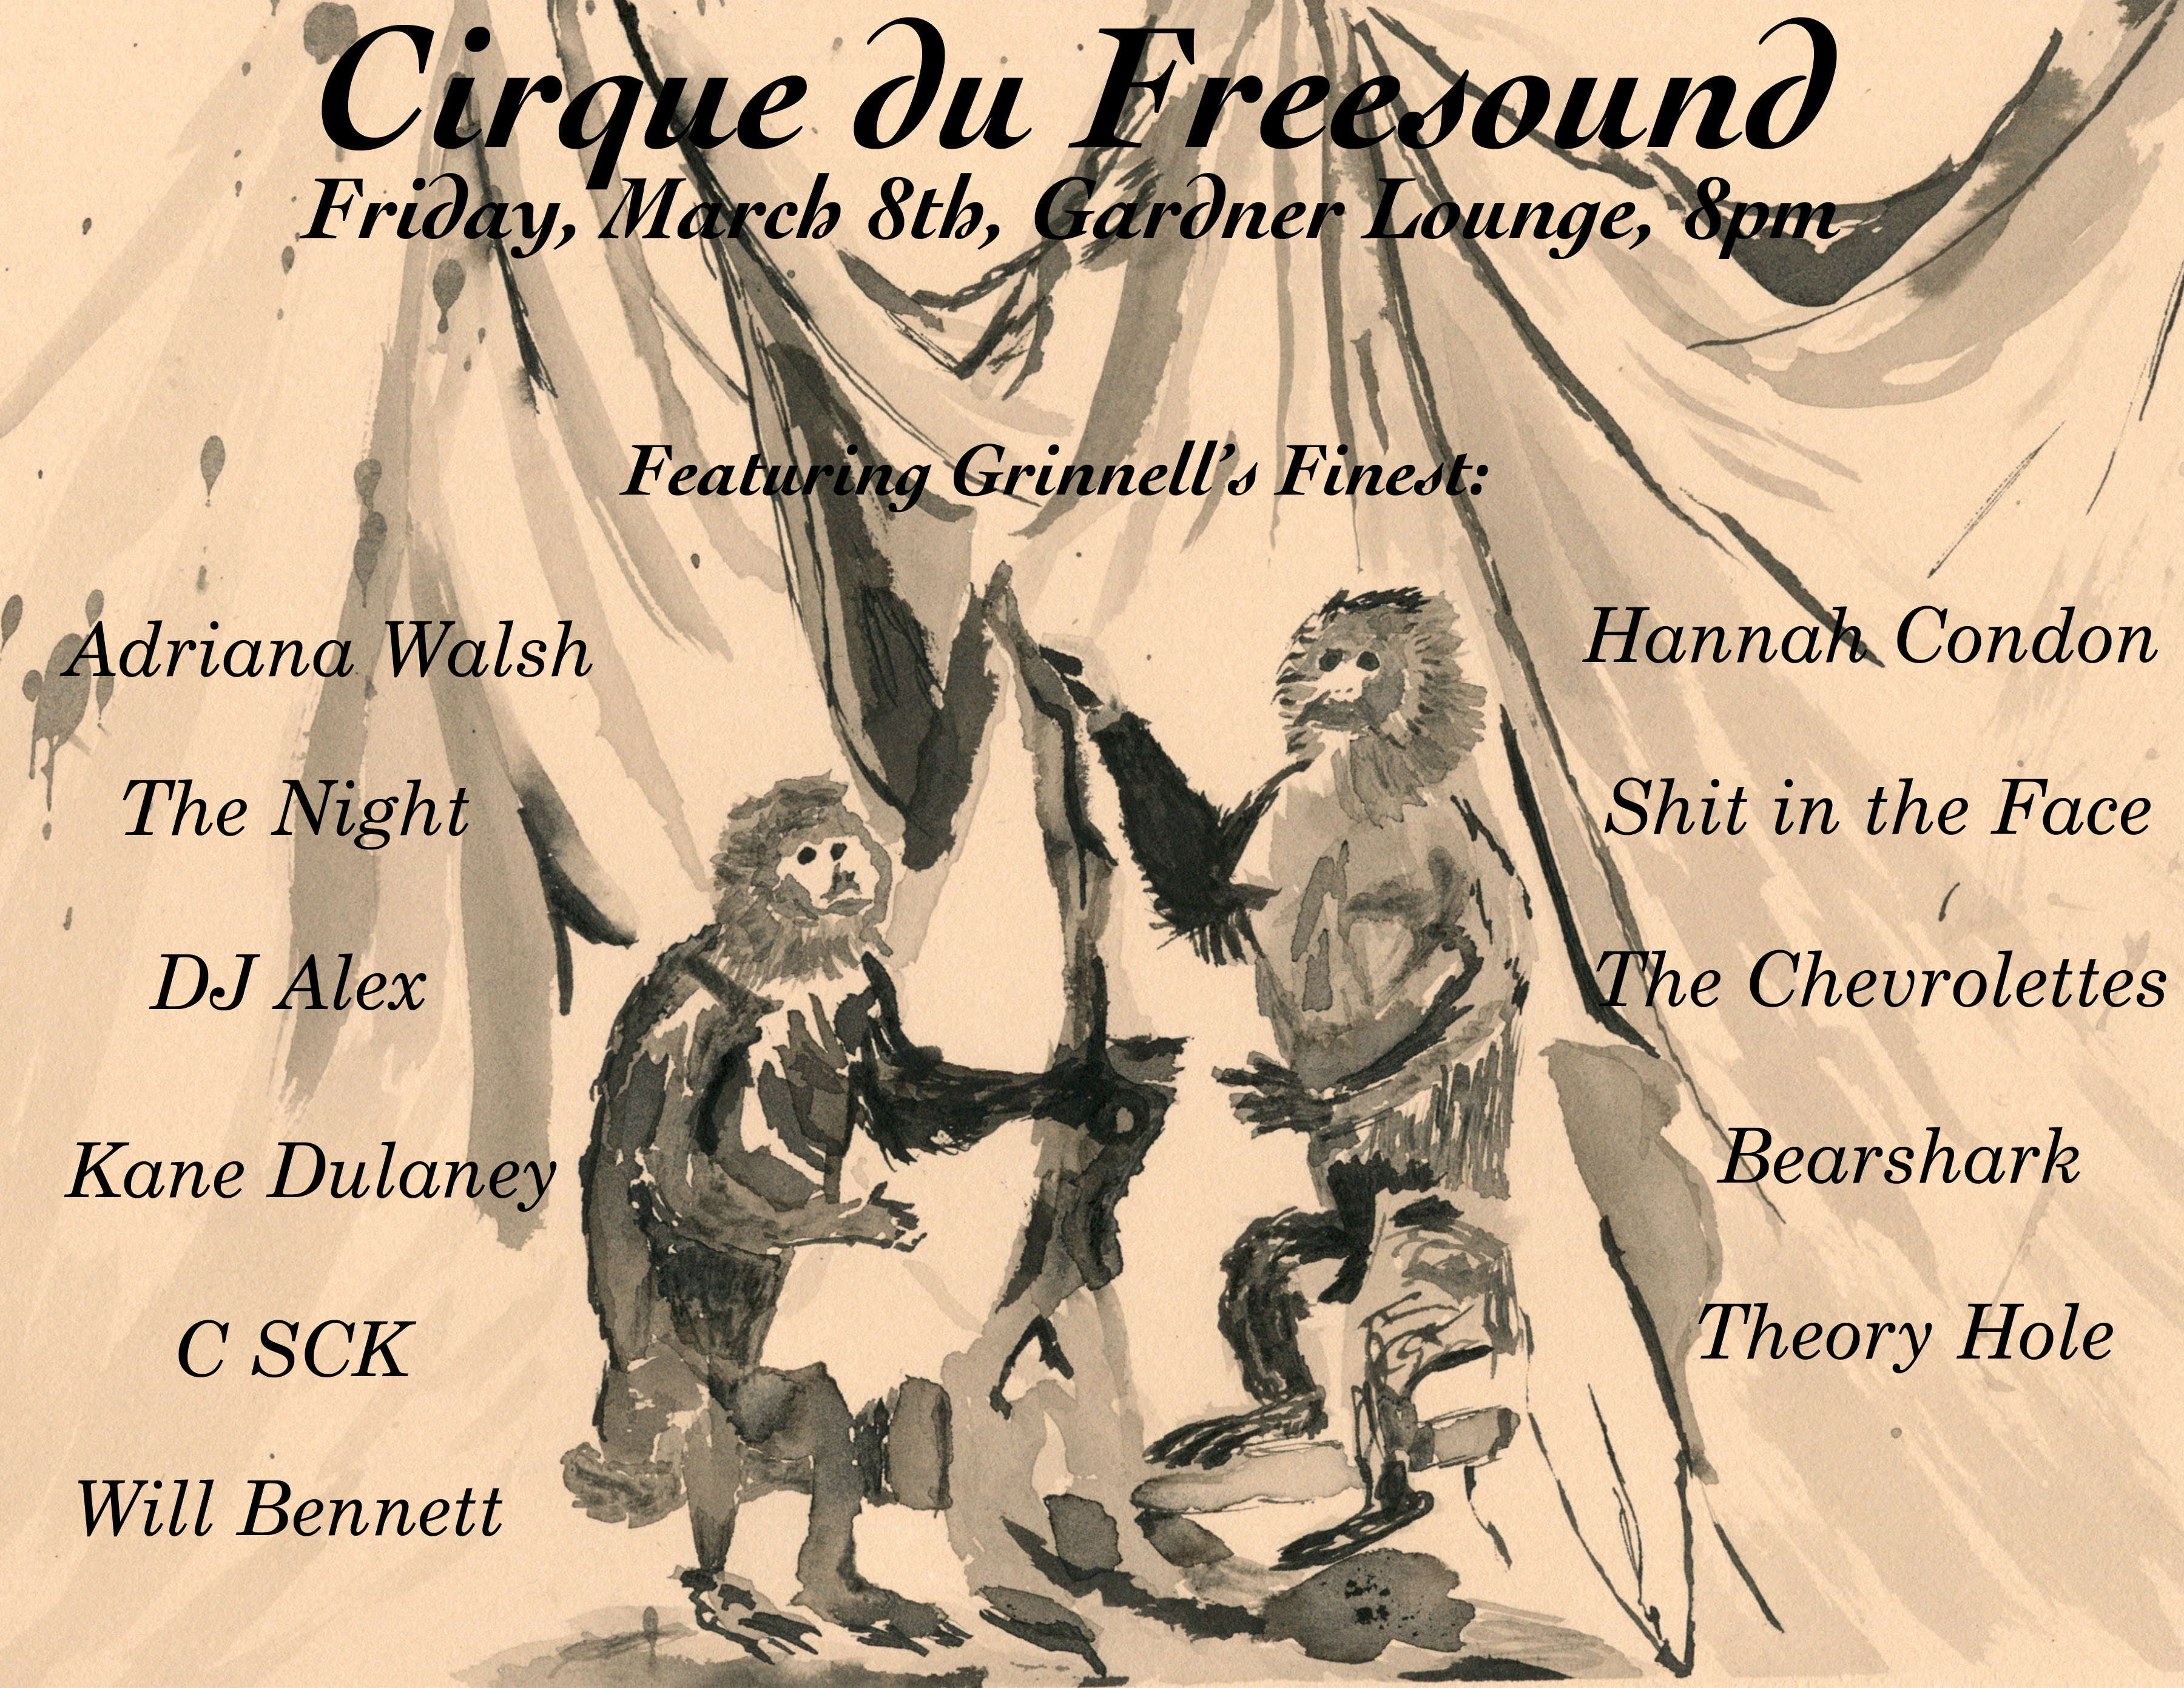 Cirque du Freesound
Friday, March 8th, Gardner Lounge, 8pm
Featuring Grinnell's Finest:
Adriana Walsh
The Night
DJ Alex
Kane Dulaney
C SCK
Will Bennett
Hannah Condon
Shit in the Face
The Chevrolettes
Bearshark
Theory Hole